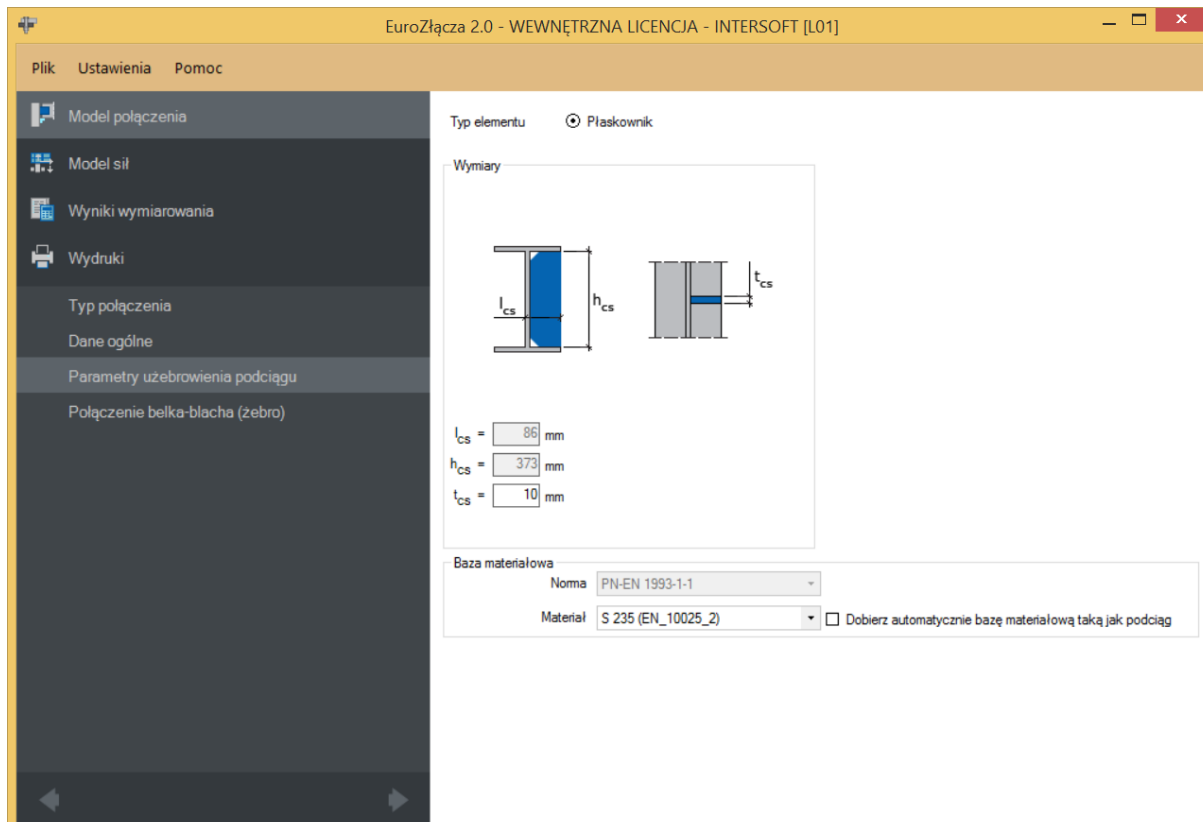 EuroZłącza 2.0 - WEWNĘTRZNA LICENCJA - INTERSOFT [L01]
Plik Ustawienia Pomoc
Model połączenia
Model sił
Wyniki wymiarowania
Wydruki
Typ połączenia
Dane ogólne
Parametry użebrowienia podciągu
Połączenie belka-blacha (żebro)
Typ elementu Płaskownik
Wymiary
lcs
hcs
tcs
lcs = 86 mm
hcs = 373 mm
tcs = 10 mm
Baza materiałowa
Norma PN-EN 1993-1-1
Materiał S 235 (EN_10025_2) Dobierz automatycznie bazę materiałową taką jak podciąg